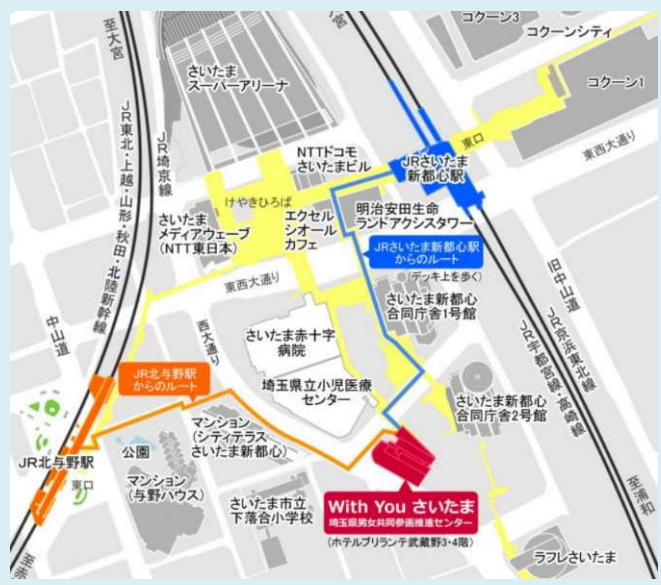 至大宮
JR東北・上越・山形・秋田・北陸新幹線
JR埼京線
さいたま
スーパーアリーナ
コクーン3
コクーンシティ
コクーン1
東口
東西大通り
NTTドコモ
さいたまビル
JRさいたま
新都心駅
けやきひろば
さいたま
メディアウェーブ
(NTT東日本)
エクセル
シオール
カフェ
明治安田生命
ランドアクシスタワー
JRさいたま新都心駅
からのルート
(デッキ上を歩く)
東西大通り
中山道
西大通り
さいたま赤十字
病院
さいたま新都心
合同庁舎1号館
旧中山道
JR京浜東北線
JR宇都宮線・高崎線
JR北与野駅
からのルート
埼玉県立小児医療
センター
さいたま新都心
合同庁舎2号館
マンション
(シティテラス
さいたま新都心)
公園
JR北与野駅
東口
マンション
(与野ハウス)
さいたま市立
下落合小学校
With You さいたま
埼玉県男女共同参画推進センター
(ホテルブリランテ武蔵野3・4階)
ラフレさいたま
至浦和
至赤